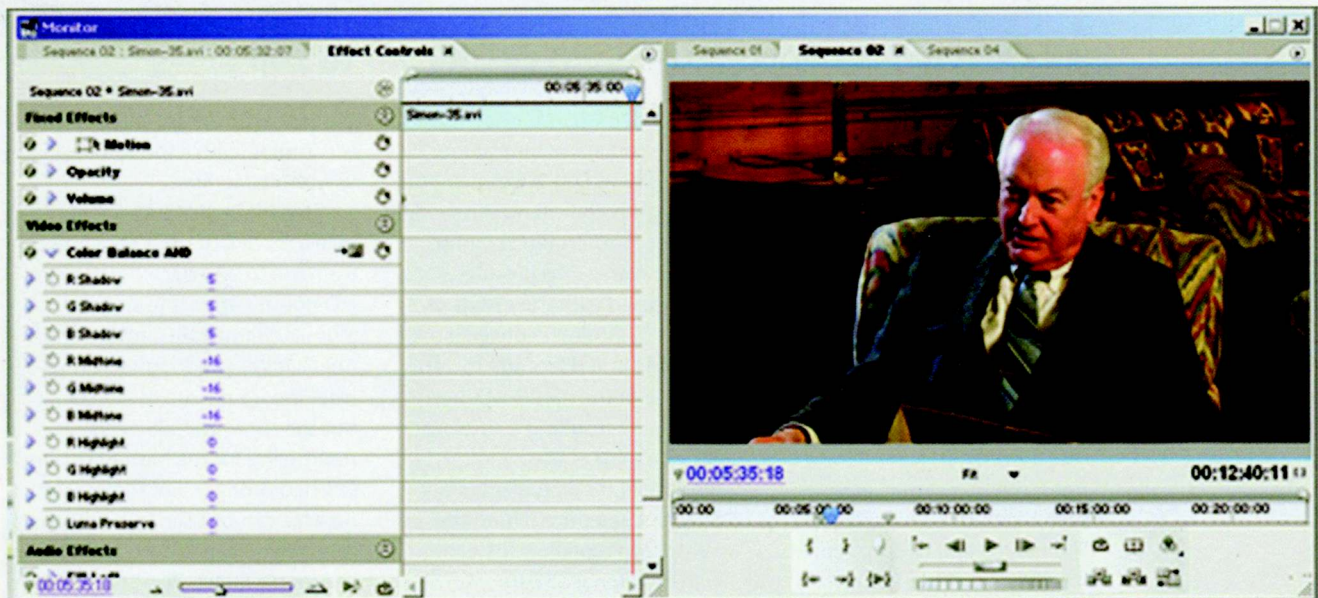 Monitor
Sequence 02 : Simon-35.avi : 00:05:32:07
Effect Controls
Sequence 02 * Simon-35.avi
00:05:35:00
Fixed Effects
Simon-35.avi
Motion
Opacity
Volume
Video Effects
Color Balance AND
R Shadow 5
G Shadow 5
B Shadow 5
R Midtone -16
G Midtone -16
B Midtone -16
R Highlight 0
G Highlight 0
B Highlight 0
Luma Preserve 0
Audio Effects
Fill Left
00:05:35:18
Sequence 01 Sequence 02 Sequence 04
00:05:35:18 Fit 00:12:40:11
00:00 00:05:00:00 00:10:00:00 00:15:00:00 00:20:00:00